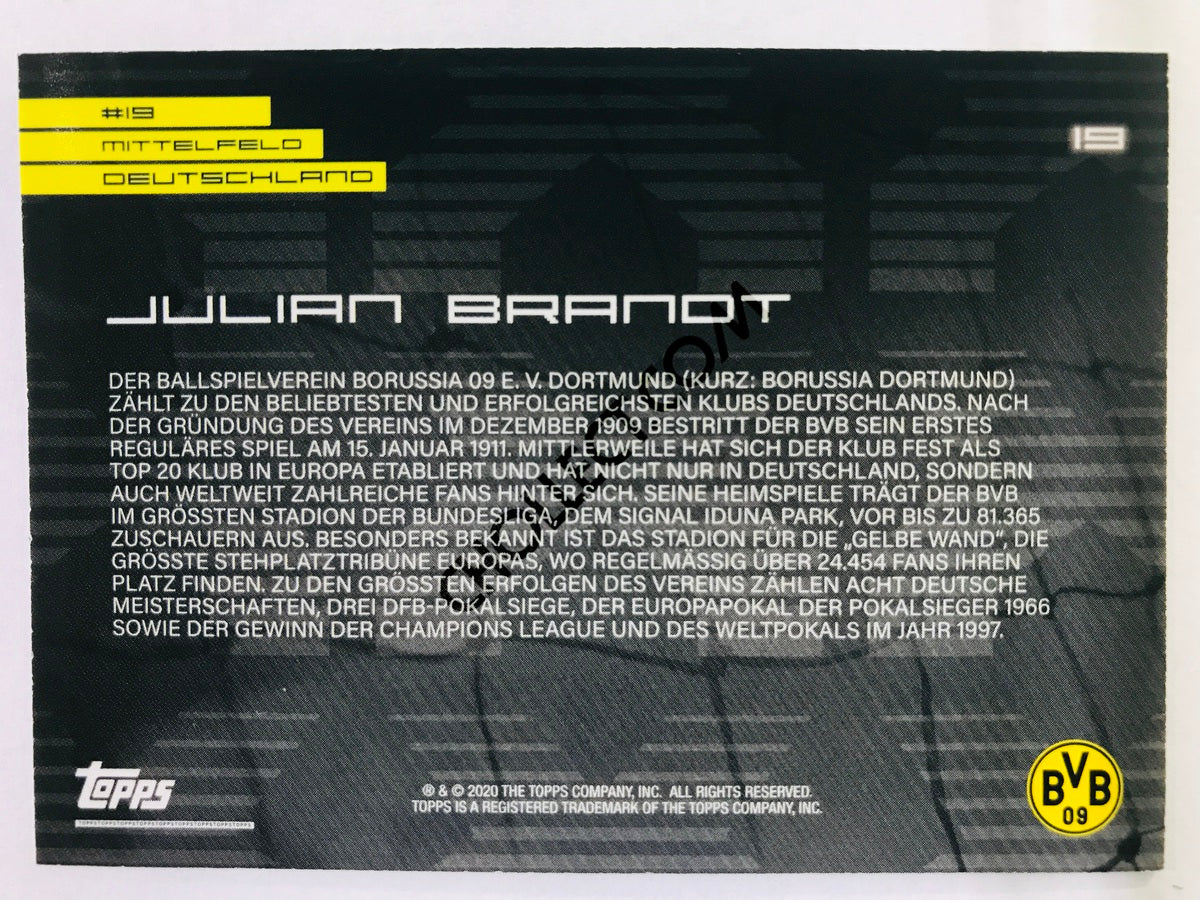 #19
MITTELFELD
DEUTSCHLAND
19
JULIAN BRANDT
DER BALLSPIELVEREIN BORUSSIA 09 E. V. DORTMUND (KURZ: BORUSSIA DORTMUND)
ZÄHLT ZU DEN BELIEBTESTEN UND ERFOLGREICHSTEN KLUBS DEUTSCHLANDS. NACH
DER GRÜNDUNG DES VEREINS IM DEZEMBER 1909 BESTRITT DER BVB SEIN ERSTES
REGULÄRES SPIEL AM 15. JANUAR 1911. MITTLERWEILE HAT SICH DER KLUB FEST ALS
TOP 20 KLUB IN EUROPA ETABLIERT UND HAT NICHT NUR IN DEUTSCHLAND, SONDERN
AUCH WELTWEIT ZAHLREICHE FANS HINTER SICH. SEINE HEIMSPIELE TRÄGT DER BVB
IM GRÖSSTEN STADION DER BUNDESLIGA, DEM SIGNAL IDUNA PARK, VOR BIS ZU 81.365
ZUSCHAUERN AUS. BESONDERS BEKANNT IST DAS STADION FÜR DIE „GELBE WAND“, DIE
GRÖSSTE STEHPLATZTRIBÜNE EUROPAS, WO REGELMÄSSIG ÜBER 24.454 FANS IHREN
PLATZ FINDEN. ZU DEN GRÖSSTEN ERFOLGEN DES VEREINS ZÄHLEN ACHT DEUTSCHE
MEISTERSCHAFTEN, DREI DFB-POKALSIEGE, DER EUROPAPOKAL DER POKALSIEGER 1966
SOWIE DER GEWINN DER CHAMPIONS LEAGUE UND DES WELTPOKALS IM JAHR 1997.
topps
TOPPSTOPPSTOPPSTOPPSTOPPSTOPPSTOPPSTOPPSTOPPS
® & © 2020 THE TOPPS COMPANY, INC. ALL RIGHTS RESERVED.
TOPPS IS A REGISTERED TRADEMARK OF THE TOPPS COMPANY, INC.
BVB
09